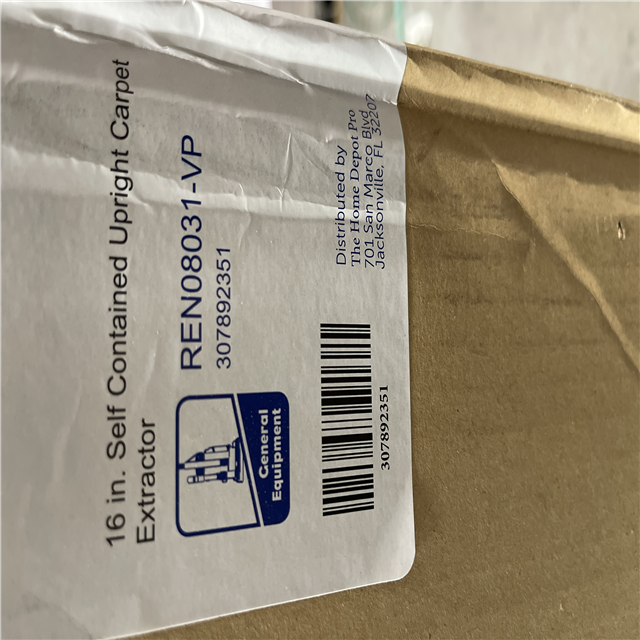 16 in. Self Contained Upright Carpet
Extractor
REN08031-VP
307892351
General
Equipment
Distributed by
The Home Depot Pro
701 San Marco Blvd
Jacksonville, FL 32207
307892351